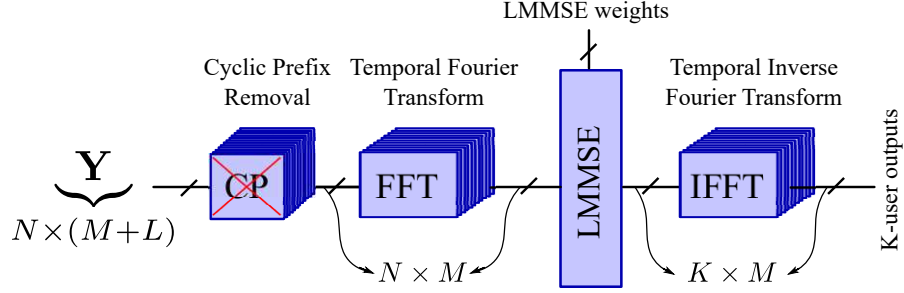 LMMSE weights
Cyclic Prefix
Removal
Temporal Fourier
Transform
Temporal Inverse
Fourier Transform
Y
N×(M+L)
CP
FFT
LMMSE
IFFT
K-user outputs
N × M
K × M